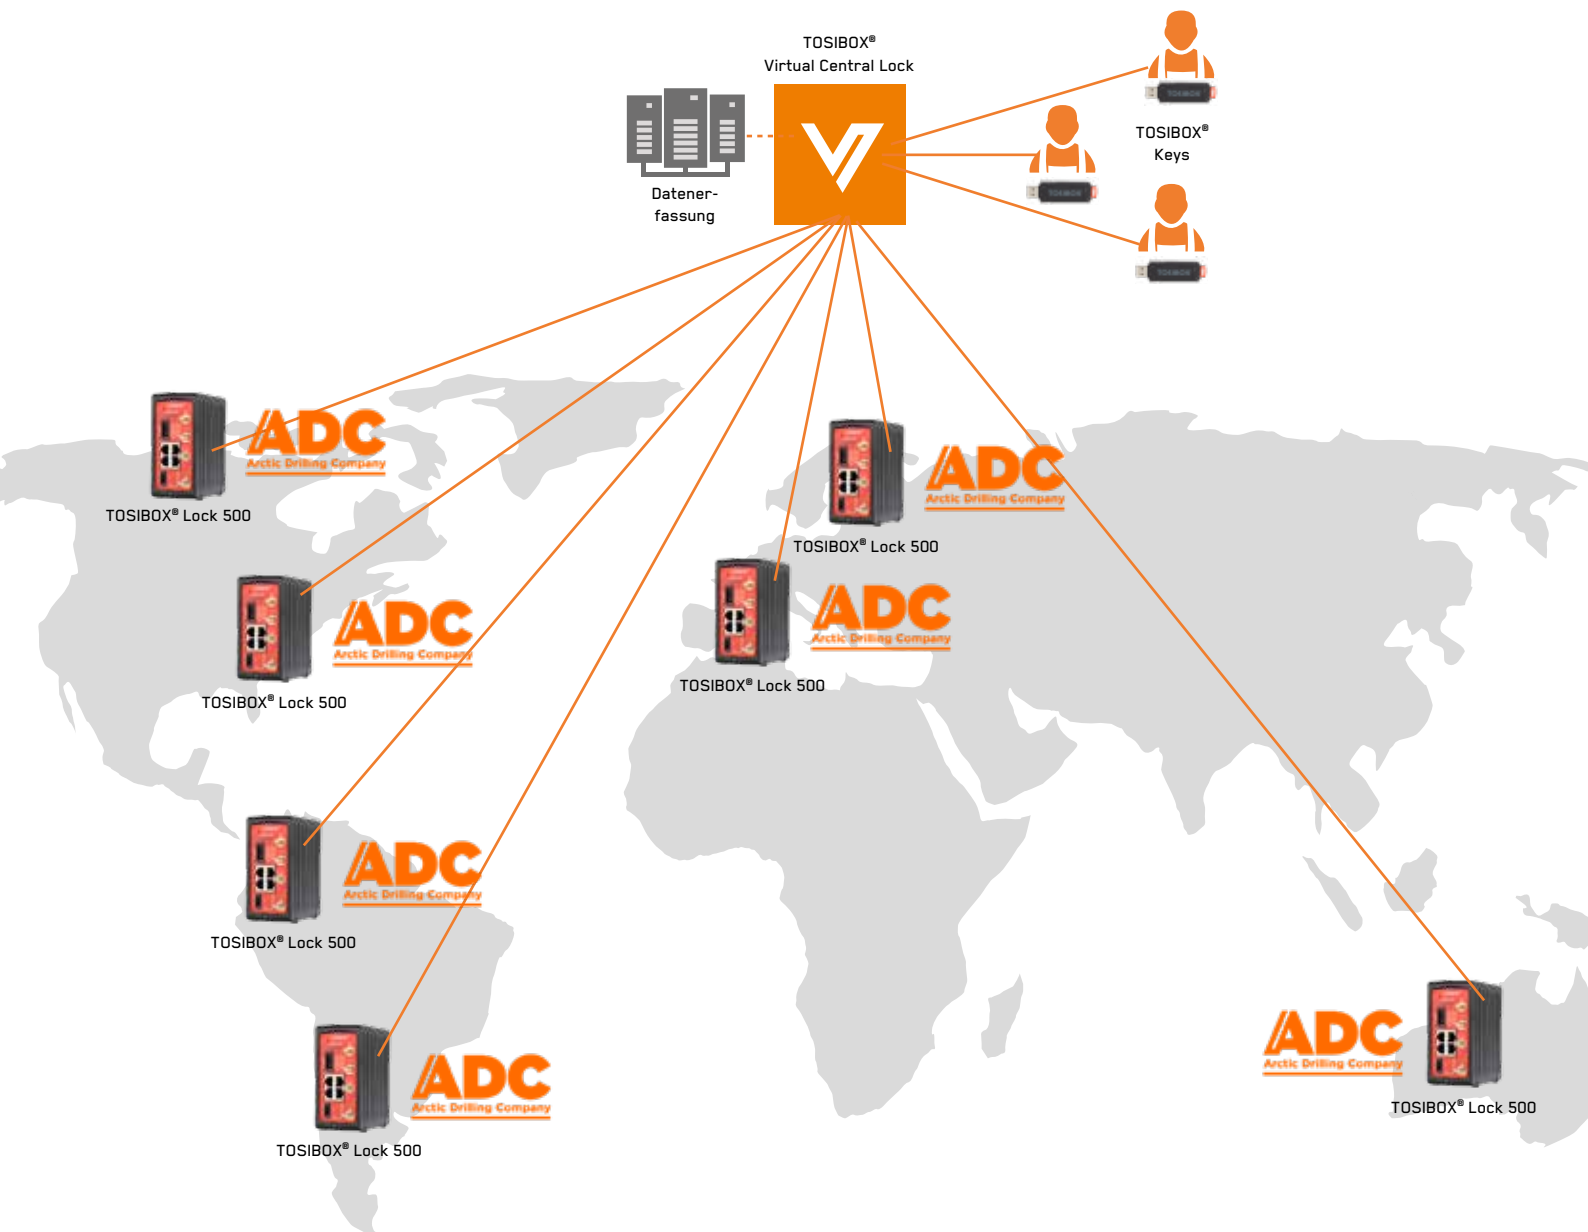 TOSIBOX®
Virtual Central Lock
TOSIBOX
TOSIBOX®
Keys
TOSIBOX
Datener-
fassung
TOSIBOX
ADC
Arctic Drilling Company
TOSIBOX® Lock 500
ADC
Arctic Drilling Company
TOSIBOX® Lock 500
ADC
Arctic Drilling Company
TOSIBOX® Lock 500
ADC
Arctic Drilling Company
TOSIBOX® Lock 500
ADC
Arctic Drilling Company
TOSIBOX® Lock 500
ADC
Arctic Drilling Company
TOSIBOX® Lock 500
ADC
Arctic Drilling Company
TOSIBOX® Lock 500